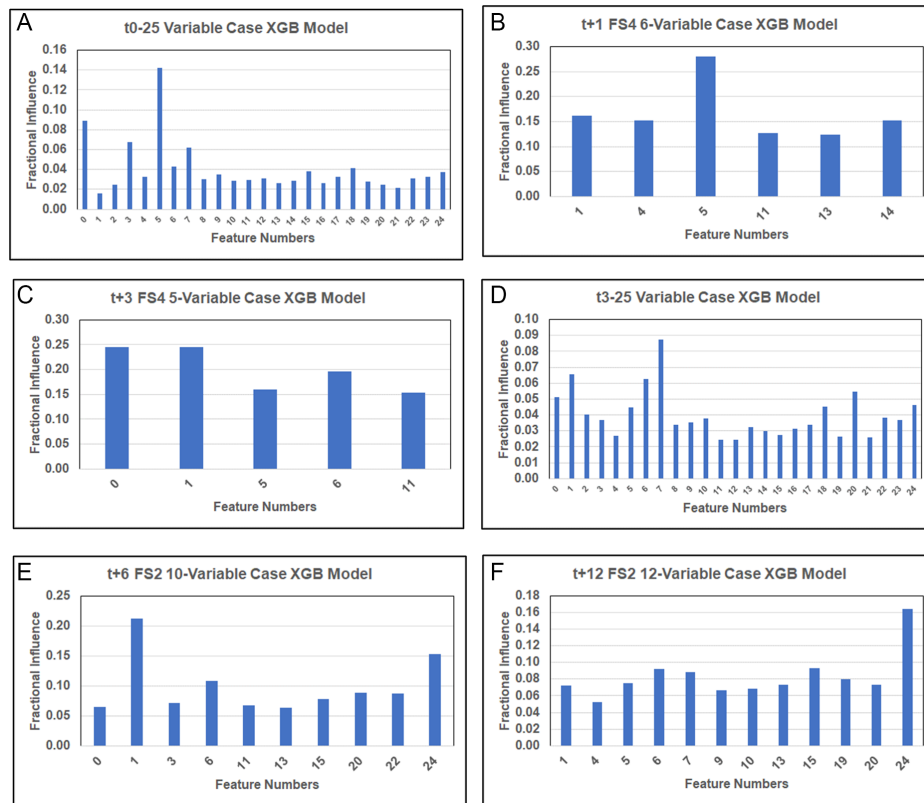 A
t0-25 Variable Case XGB Model
Fractional Influence
0.16
0.14
0.12
0.10
0.08
0.06
0.04
0.02
0.00
0 1 2 3 4 5 6 7 8 9 10 11 12 13 14 15 16 17 18 19 20 21 22 23 24
Feature Numbers
B
t+1 FS4 6-Variable Case XGB Model
Fractional Influence
0.30
0.25
0.20
0.15
0.10
0.05
0.00
1 4 5 11 13 14
Feature Numbers
C
t+3 FS4 5-Variable Case XGB Model
Fractional Influence
0.30
0.25
0.20
0.15
0.10
0.05
0.00
0 1 5 6 11
Feature Numbers
D
t3-25 Variable Case XGB Model
Fractional Influence
0.10
0.09
0.08
0.07
0.06
0.05
0.04
0.03
0.02
0.01
0.00
0 1 2 3 4 5 6 7 8 9 10 11 12 13 14 15 16 17 18 19 20 21 22 23 24
Feature Numbers
E
t+6 FS2 10-Variable Case XGB Model
Fractional Influence
0.25
0.20
0.15
0.10
0.05
0.00
0 1 3 6 11 13 15 20 22 24
Feature Numbers
F
t+12 FS2 12-Variable Case XGB Model
Fractional Influence
0.18
0.16
0.14
0.12
0.10
0.08
0.06
0.04
0.02
0.00
1 4 5 6 7 9 10 13 15 19 20 24
Feature Numbers